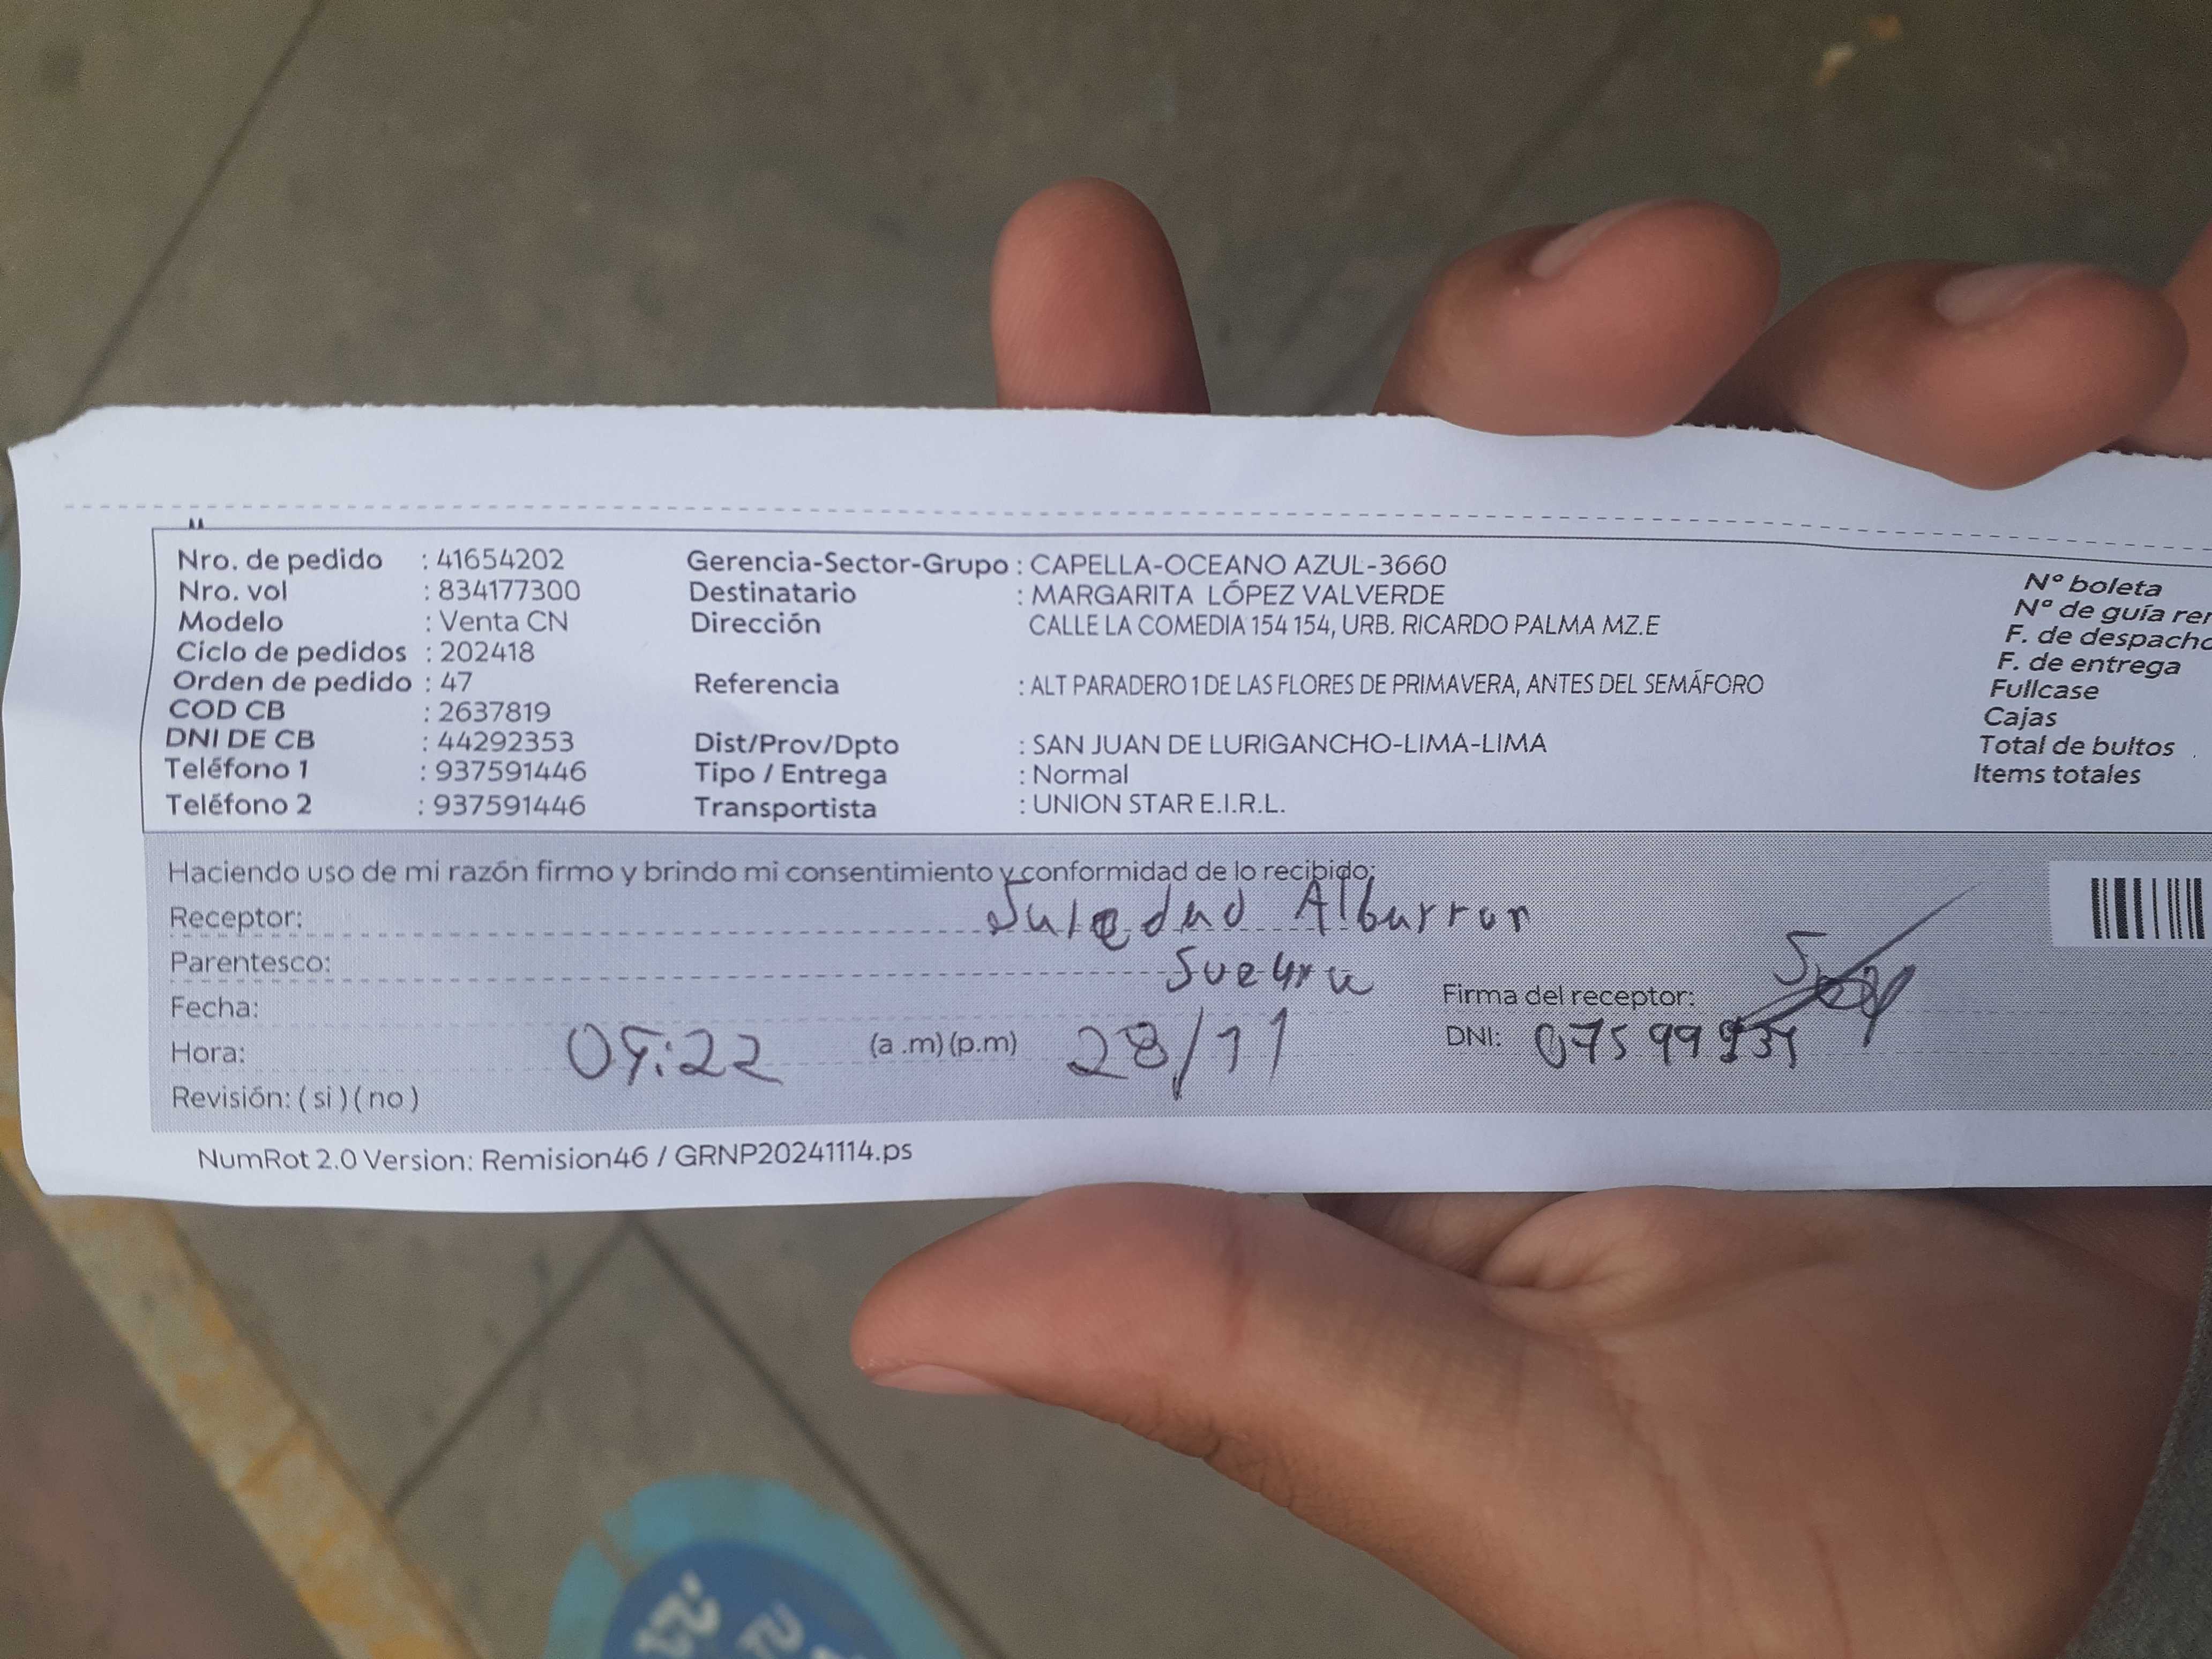 Nro. de pedido : 41654202
Nro. vol : 834177300
Modelo : Venta CN
Ciclo de pedidos : 202418
Orden de pedido : 47
COD CB : 2637819
DNI DE CB : 44292353
Teléfono 1 : 937591446
Teléfono 2 : 937591446
Gerencia-Sector-Grupo : CAPELLA-OCEANO AZUL-3660
Destinatario : MARGARITA LÓPEZ VALVERDE
Dirección CALLE LA COMEDIA 154 154, URB. RICARDO PALMA MZ.E
Referencia : ALT PARADERO 1 DE LAS FLORES DE PRIMAVERA, ANTES DEL SEMÁFORO
Dist/Prov/Dpto : SAN JUAN DE LURIGANCHO-LIMA-LIMA
Tipo / Entrega : Normal
Transportista : UNION STAR E.I.R.L.
Nº boleta
Nº de guía rem
F. de despacho
F. de entrega
Fullcase
Cajas
Total de bultos
Items totales
Haciendo uso de mi razón firmo y brindo mi consentimiento y conformidad de lo recibido:
Receptor: Soledad Albarran
Parentesco: Suegra
Fecha:
Hora: (a .m) (p.m) 28/11
Revisión: ( si ) ( no )
Firma del receptor:
DNI:
NumRot 2.0 Version: Remision46 / GRNP20241114.ps
TU